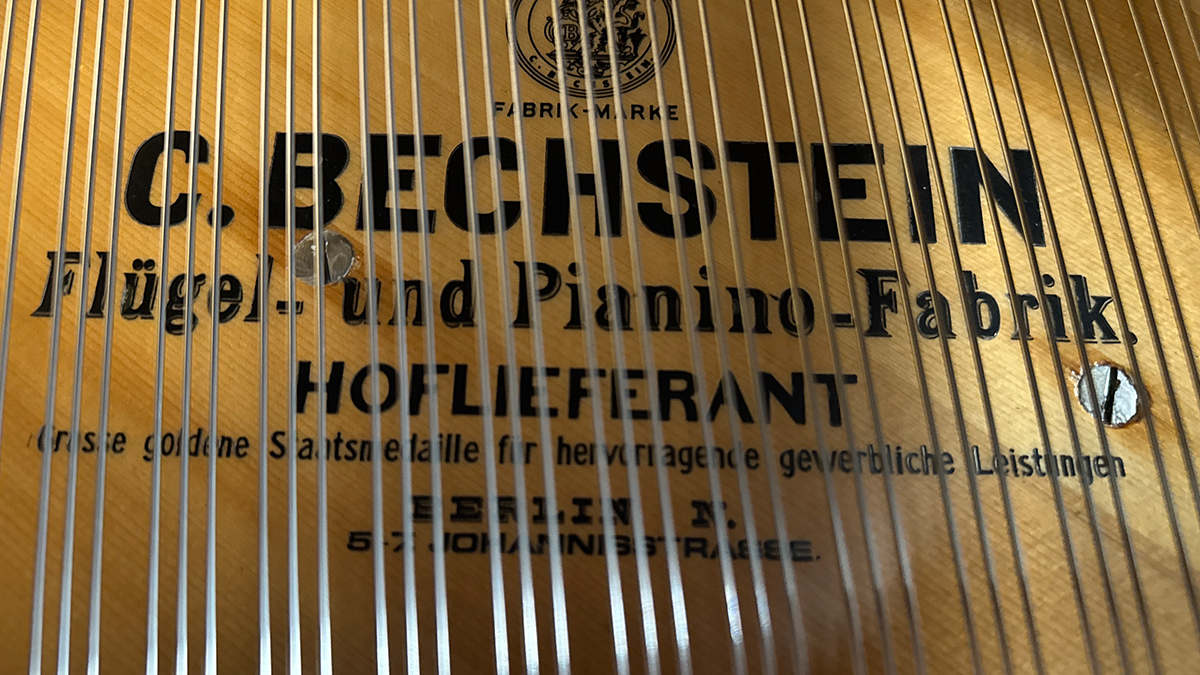 C. BECHSTEIN
FABRIK-MARKE
C. BECHSTEIN
Flügel- und Pianino-Fabrik.
HOFLIEFERANT
Grosse goldene Staatsmedaille für hervorragende gewerbliche Leistungen
BERLIN N.
5-7 JOHANNISSTRASSE.